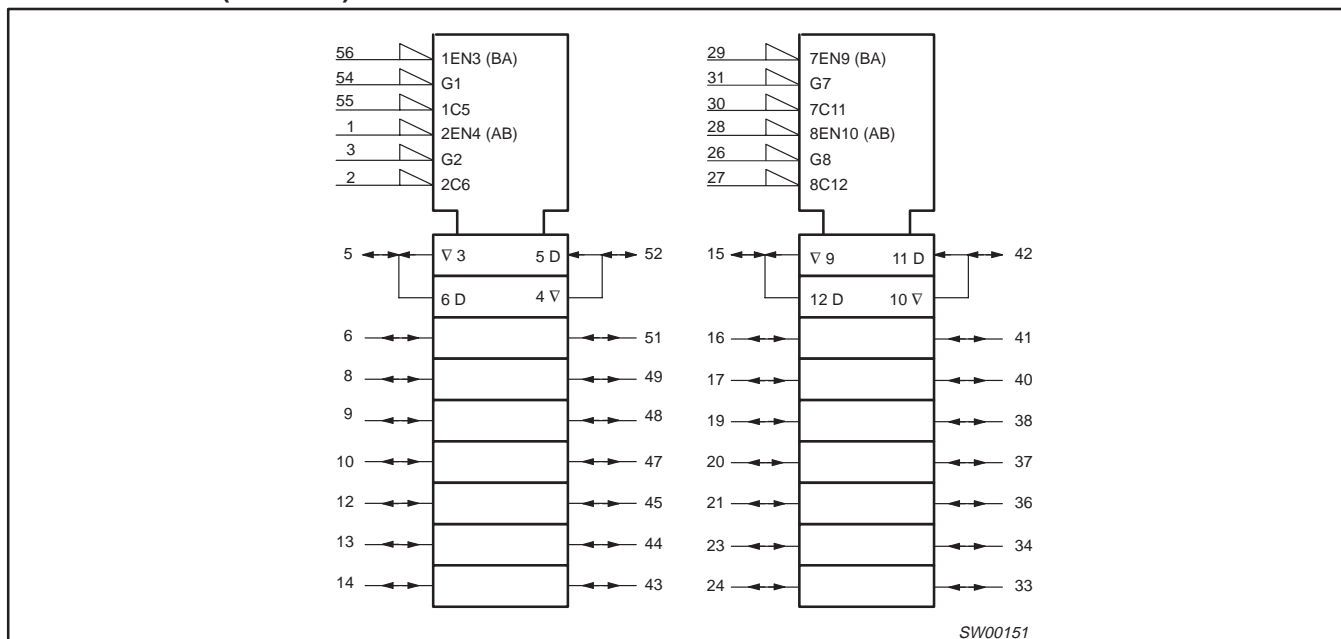 56 1EN3 (BA)
54 G1
55 1C5
1 2EN4 (AB)
3 G2
2 2C6
5 ∇ 3 5 D 52
6 D 4 ∇
6 51
8 49
9 48
10 47
12 45
13 44
14 43
29 7EN9 (BA)
31 G7
30 7C11
28 8EN10 (AB)
26 G8
27 8C12
15 ∇ 9 11 D 42
12 D 10 ∇
16 41
17 40
19 38
20 37
21 36
23 34
24 33
SW00151